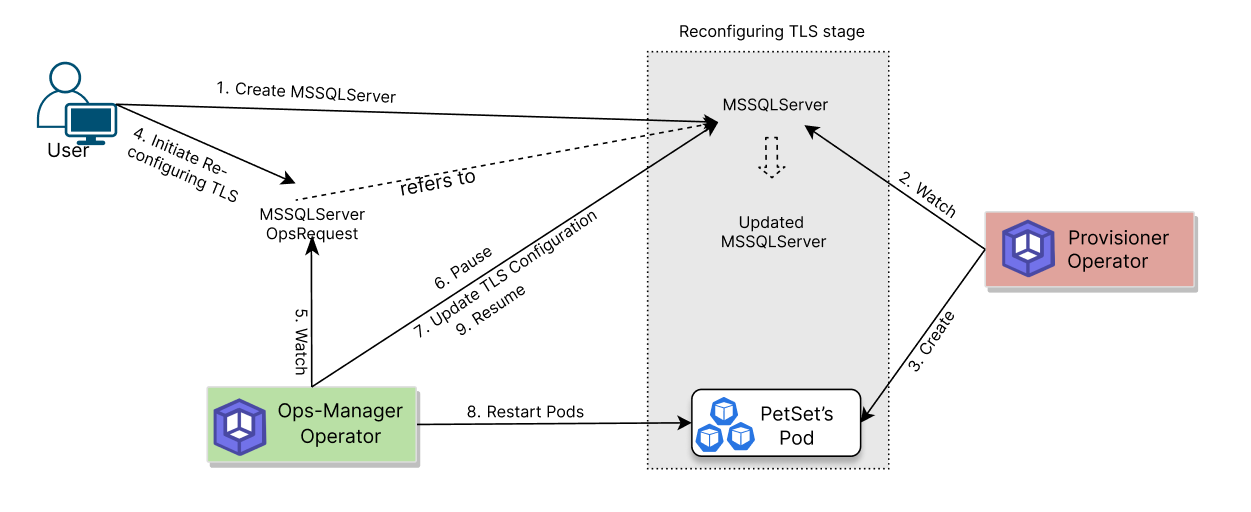 Reconfiguring TLS stage
1. Create MSSQLServer
MSSQLServer
User
4. Initiate Re-
configuring TLS
refers to
2. Watch
MSSQLServer
OpsRequest
Updated
MSSQLServer
Provisioner
Operator
6. Pause
7. Update TLS Configuration
9. Resume
5. Watch
3. Create
Ops-Manager
Operator
8. Restart Pods
PetSet's
Pod